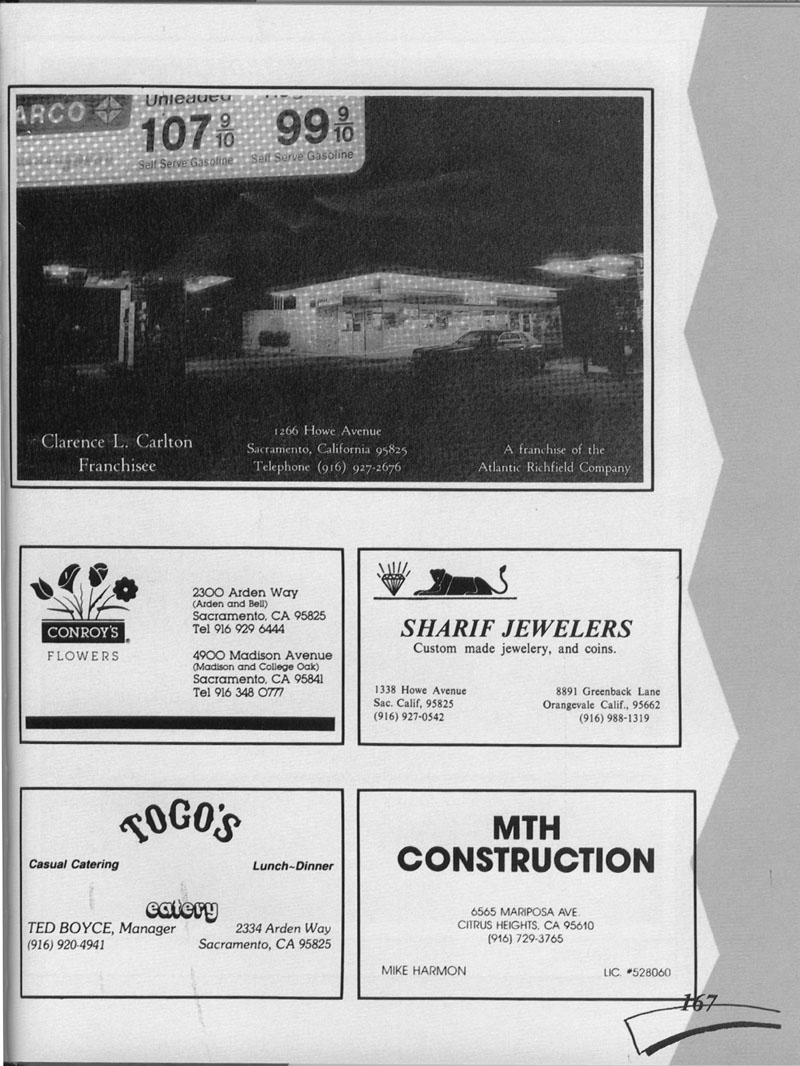 ARCO
Unleaded
107 9/10
99 9/10
Self Serve Gasoline
Self Serve Gasoline
Clarence L. Carlton
Franchisee
1266 Howe Avenue
Sacramento, California 95825
Telephone (916) 927-2676
A franchise of the
Atlantic Richfield Company
CONROY'S®
FLOWERS
2300 Arden Way
(Arden and Bell)
Sacramento, CA 95825
Tel 916 929 6444
4900 Madison Avenue
(Madison and College Oak)
Sacramento, CA 95841
Tel 916 348 0777
SHARIF JEWELERS
Custom made jewelry, and coins.
1338 Howe Avenue
Sac. Calif, 95825
(916) 927-0542
8891 Greenback Lane
Orangevale Calif., 95662
(916) 988-1319
TOGO'S
Casual Catering
Lunch~Dinner
eatery
TED BOYCE, Manager
(916) 920-4941
2334 Arden Way
Sacramento, CA 95825
MTH
CONSTRUCTION
6565 MARIPOSA AVE.
CITRUS HEIGHTS, CA 95610
(916) 729-3765
MIKE HARMON
LIC. #528060
167